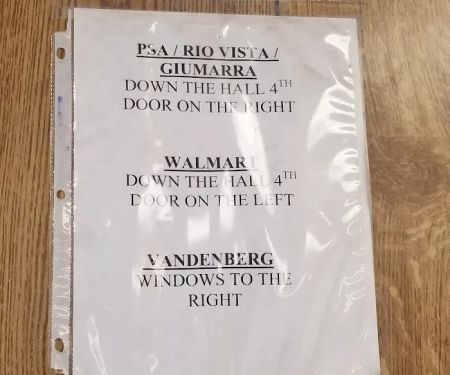 PSA / RIO VISTA /
GIUMARRA
DOWN THE HALL 4TH
DOOR ON THE RIGHT
WALMART
DOWN THE HALL 4TH
DOOR ON THE LEFT
VANDENBERG
WINDOWS TO THE
RIGHT